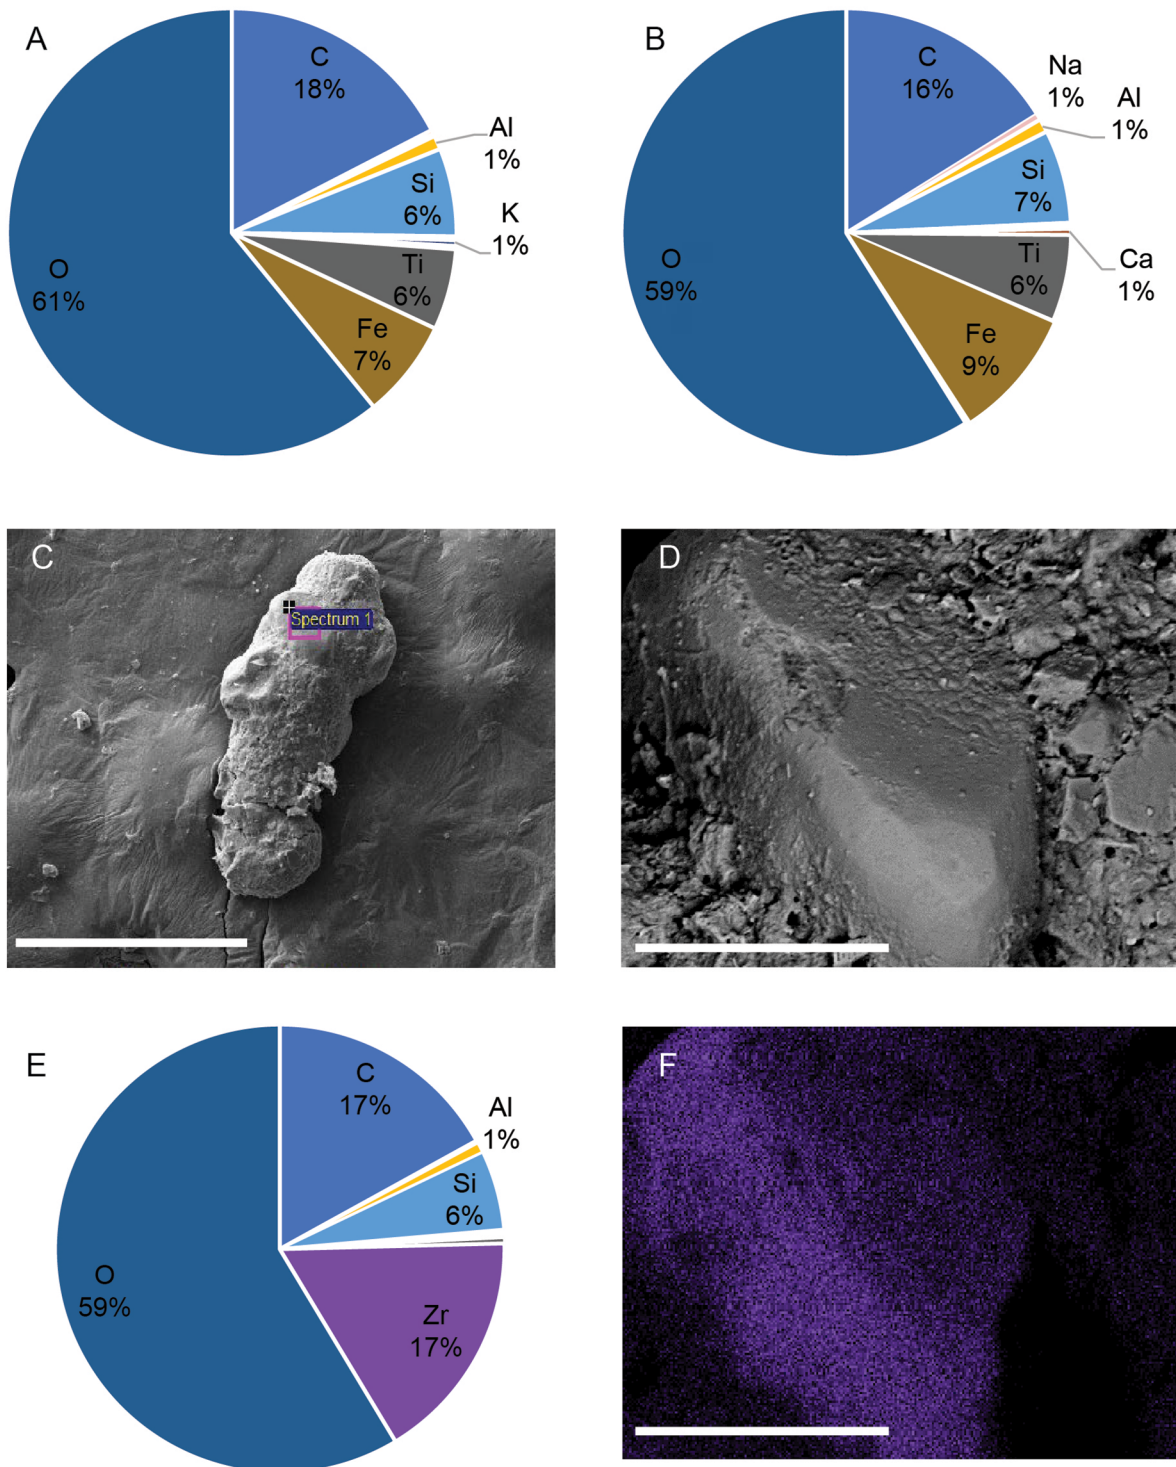 A
C
18%
Al
1%
Si
6%
K
1%
Ti
6%
Fe
7%
O
61%
B
C
16%
Na
1%
Al
1%
Si
7%
Ca
1%
Ti
6%
Fe
9%
O
59%
C
Spectrum 1
D
E
C
17%
Al
1%
Si
6%
Zr
17%
O
59%
F